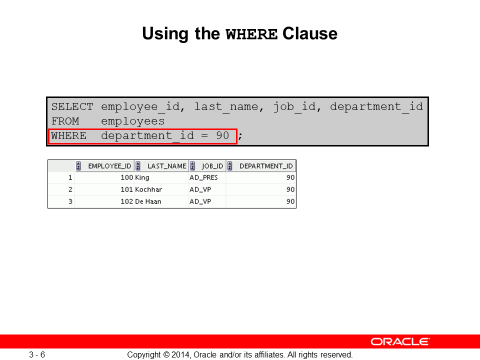 Using the WHERE Clause
SELECT employee_id, last_name, job_id, department_id
FROM employees
WHERE department_id = 90 ;
EMPLOYEE_ID LAST_NAME JOB_ID DEPARTMENT_ID
1 100 King AD_PRES 90
2 101 Kochhar AD_VP 90
3 102 De Haan AD_VP 90
ORACLE
3 - 6 Copyright © 2014, Oracle and/or its affiliates. All rights reserved.